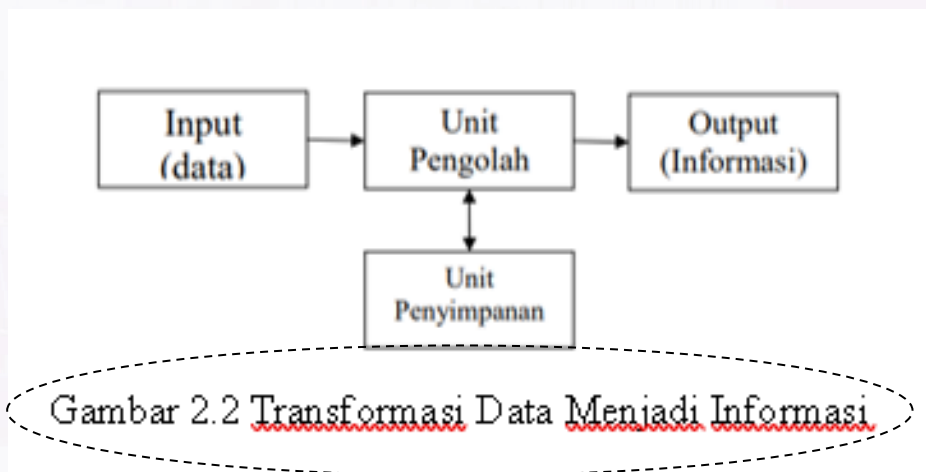 Input
(data)
Unit
Pengolah
Output
(Informasi)
Unit
Penyimpanan
Gambar 2.2 Transformasi Data Menjadi Informasi